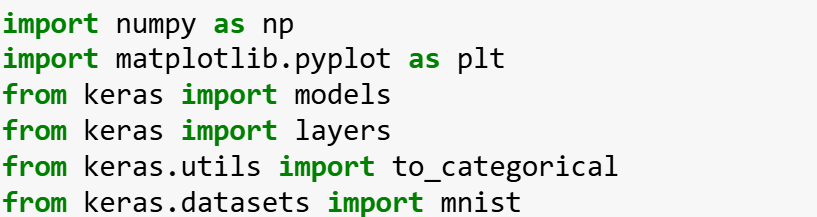 import numpy as np
import matplotlib.pyplot as plt
from keras import models
from keras import layers
from keras.utils import to_categorical
from keras.datasets import mnist